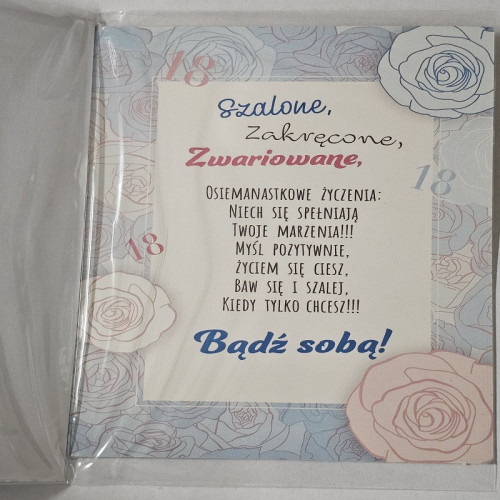 18
Szalone,
Zakręcone,
Zwariowane,
18
Osiemanastkowe życzenia:
Niech się spełniają
Twoje marzenia!!!
Myśl pozytywnie,
życiem się ciesz,
Baw się i szalej,
Kiedy tylko chcesz!!!
18
Bądź sobą!